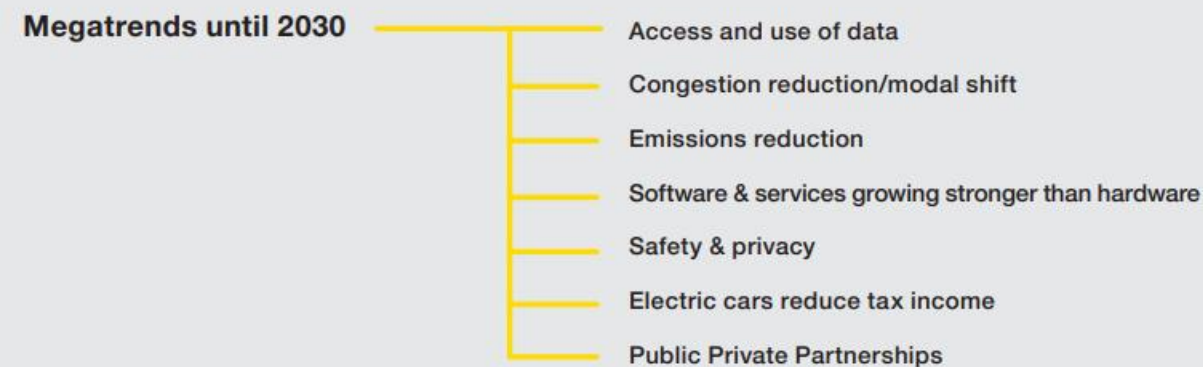 Megatrends until 2030
Access and use of data
Congestion reduction/modal shift
Emissions reduction
Software & services growing stronger than hardware
Safety & privacy
Electric cars reduce tax income
Public Private Partnerships